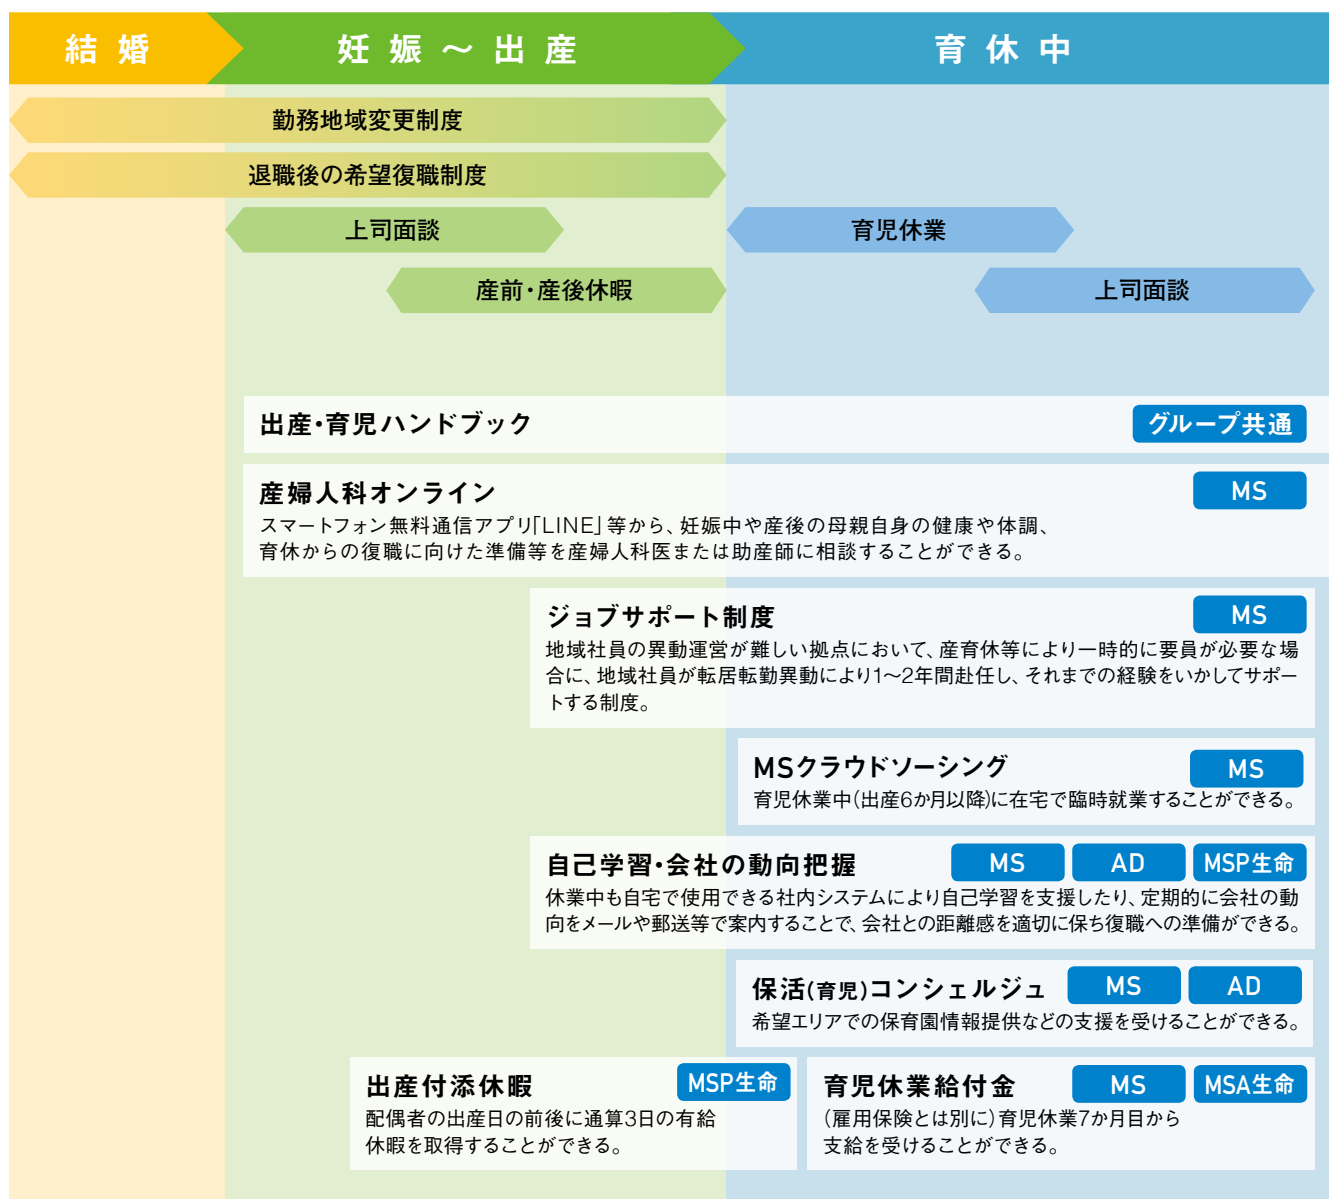 結婚
妊娠～出産
育休中
勤務地域変更制度
退職後の希望復職制度
上司面談
育児休業
産前・産後休暇
上司面談
出産・育児ハンドブック
グループ共通
産婦人科オンライン
MS
スマートフォン無料通信アプリ「LINE」等から、妊娠中や産後の母親自身の健康や体調、
育休からの復職に向けた準備等を産婦人科医または助産師に相談することができる。
ジョブサポート制度
MS
地域社員の異動運営が難しい拠点において、産育休等により一時的に要員が必要な場
合に、地域社員が転居転勤異動により1～2年間赴任し、それまでの経験をいかしてサポー
トする制度。
MSクラウドソーシング
MS
育児休業中（出産6か月以降）に在宅で臨時就業することができる。
自己学習・会社の動向把握
MS
AD
MSP生命
休業中も自宅で使用できる社内システムにより自己学習を支援したり、定期的に会社の動
向をメールや郵送等で案内することで、会社との距離感を適切に保ち復職への準備ができる。
保活(育児)コンシェルジュ
MS
AD
希望エリアでの保育園情報提供などの支援を受けることができる。
出産付添休暇
MSP生命
配偶者の出産日の前後に通算3日の有給
休暇を取得することができる。
育児休業給付金
MS
MSA生命
（雇用保険とは別に）育児休業7か月目から
支給を受けることができる。